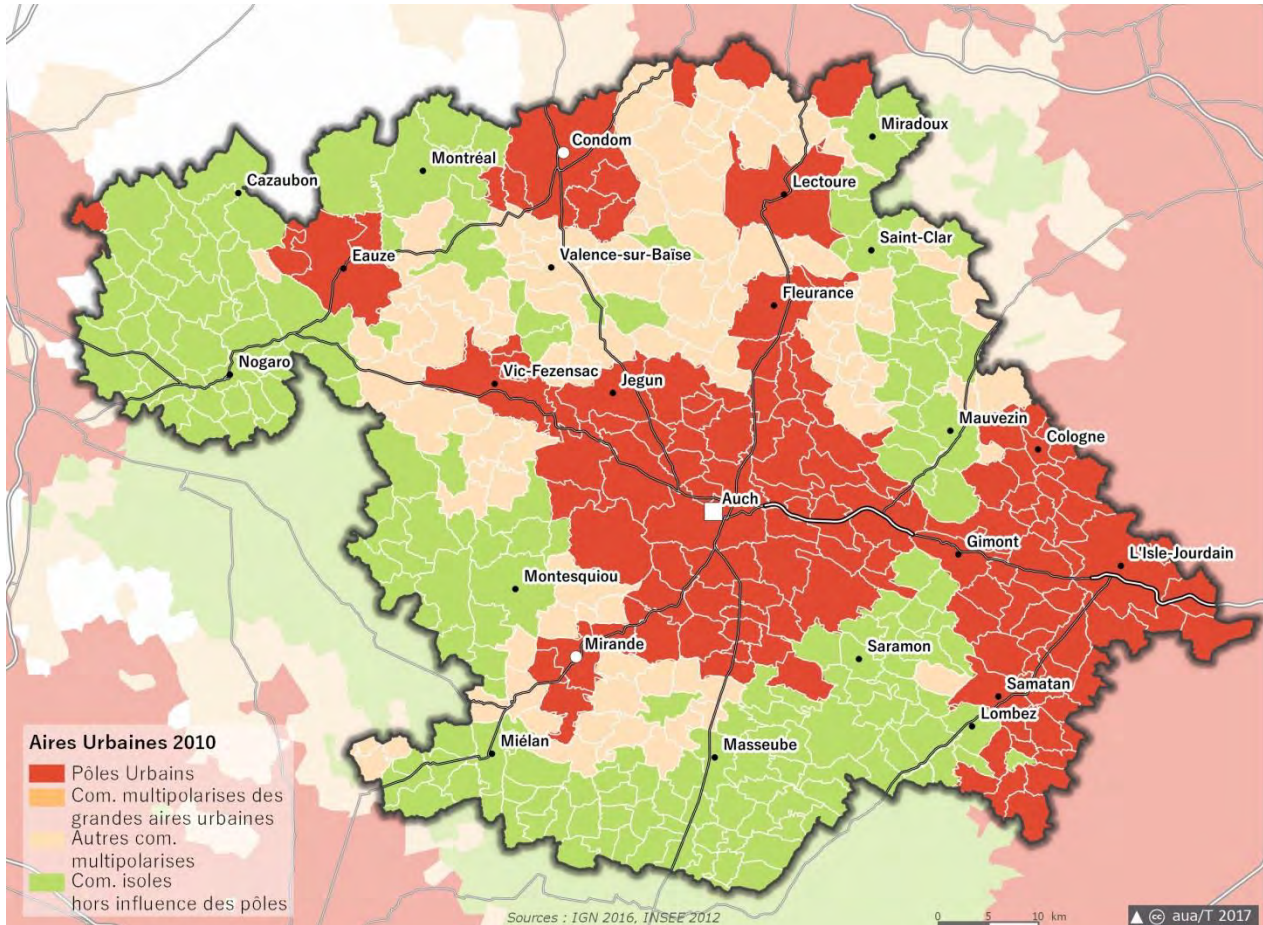 Miradoux
Condom
Montréal
Cazaubon
Lectoure
Saint-Clar
Valence-sur-Baïse
Eauze
Fleurance
Nogaro
Vic-Fezensac
Jegun
Mauvezin
Cologne
Auch
Gimont
L'Isle-Jourdain
Montesquiou
Mirande
Saramon
Samatan
Lombez
Miélan
Masseube
Aires Urbaines 2010
Pôles Urbains
Com. multipolarises des
grandes aires urbaines
Autres com.
multipolarises
Com. isoles
hors influence des pôles
Sources : IGN 2016, INSEE 2012
0 5 10 km
▲ cc aua/T 2017